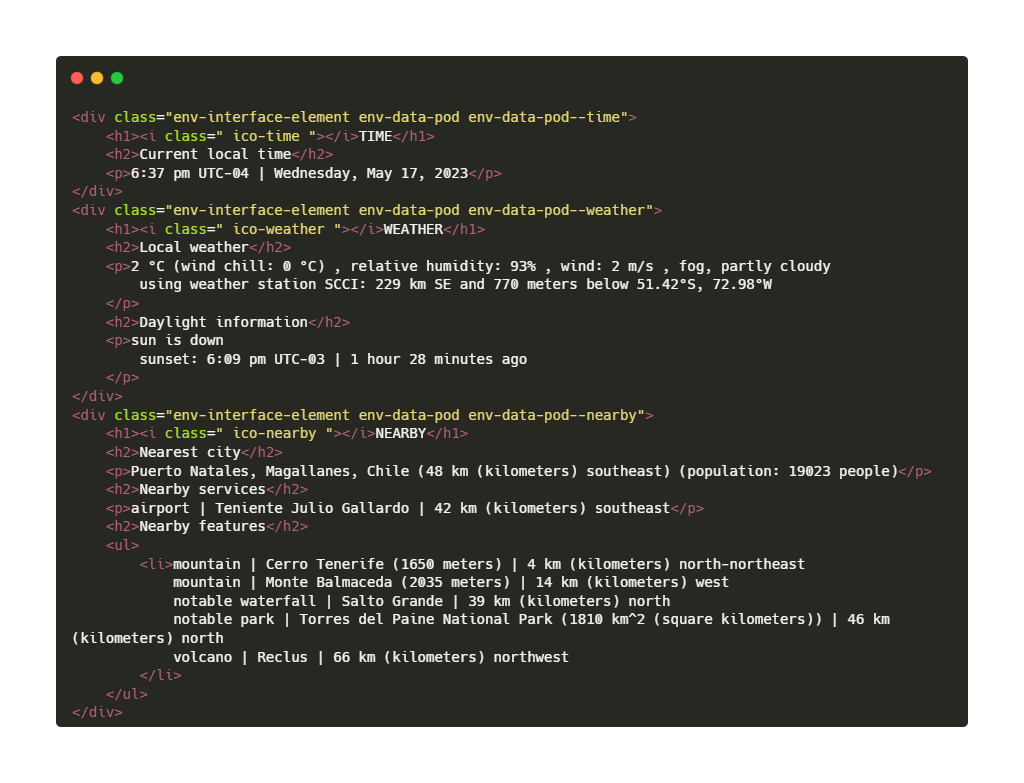 <div class="env-interface-element env-data-pod env-data-pod--time">
    <h1><i class=" ico-time "></i>TIME</h1>
    <h2>Current local time</h2>
    <p>6:37 pm UTC-04 | Wednesday, May 17, 2023</p>
</div>
<div class="env-interface-element env-data-pod env-data-pod--weather">
    <h1><i class=" ico-weather "></i>WEATHER</h1>
    <h2>Local weather</h2>
    <p>2 °C (wind chill: 0 °C) , relative humidity: 93% , wind: 2 m/s , fog, partly cloudy
        using weather station SCCI: 229 km SE and 770 meters below 51.42°S, 72.98°W
    </p>
    <h2>Daylight information</h2>
    <p>sun is down
        sunset: 6:09 pm UTC-03 | 1 hour 28 minutes ago
    </p>
</div>
<div class="env-interface-element env-data-pod env-data-pod--nearby">
    <h1><i class=" ico-nearby "></i>NEARBY</h1>
    <h2>Nearest city</h2>
    <p>Puerto Natales, Magallanes, Chile (48 km (kilometers) southeast) (population: 19023 people)</p>
    <h2>Nearby services</h2>
    <p>airport | Teniente Julio Gallardo | 42 km (kilometers) southeast</p>
    <h2>Nearby features</h2>
    <ul>
        <li>mountain | Cerro Tenerife (1650 meters) | 4 km (kilometers) north-northeast
            mountain | Monte Balmaceda (2035 meters) | 14 km (kilometers) west
            notable waterfall | Salto Grande | 39 km (kilometers) north
            notable park | Torres del Paine National Park (1810 km^2 (square kilometers)) | 46 km
(kilometers) north
            volcano | Reclus | 66 km (kilometers) northwest
        </li>
    </ul>
</div>